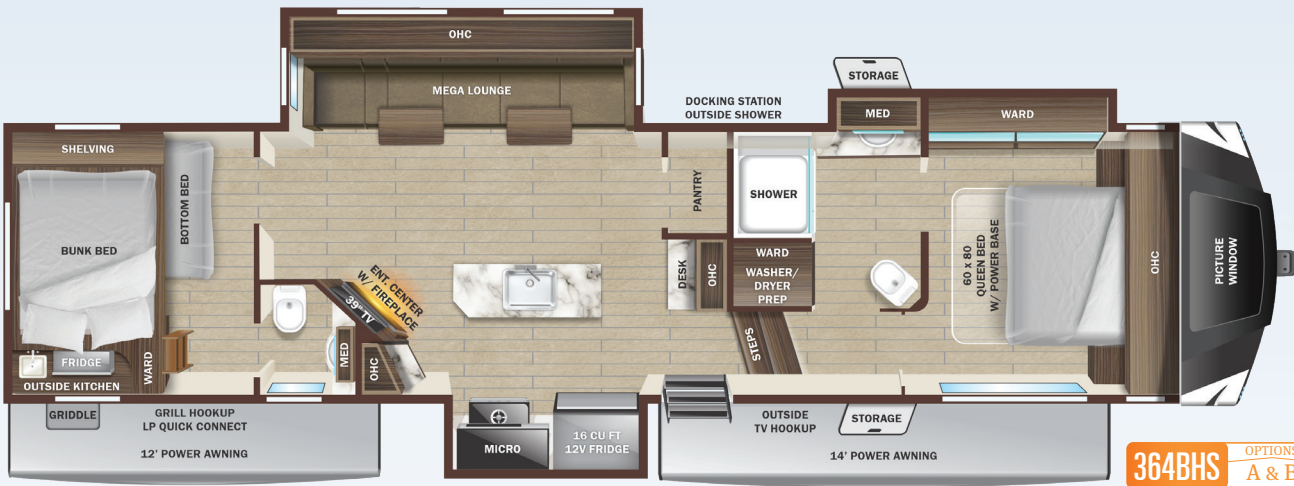 OHC
MEGA LOUNGE
STORAGE
DOCKING STATION
OUTSIDE SHOWER
MED
WARD
SHELVING
BOTTOM BED
BUNK BED
PANTRY
SHOWER
WARD
WASHER/
DRYER
PREP
DESK
OHC
60 x 80
QUEEN BED
W/ POWER BASE
OHC
PICTURE
WINDOW
ENT. CENTER
W/ FIREPLACE
39" TV
MED
OHC
STEPS
FRIDGE
WARD
OUTSIDE KITCHEN
GRIDDLE
GRILL HOOKUP
LP QUICK CONNECT
12' POWER AWNING
MICRO
16 CU FT
12V FRIDGE
OUTSIDE
TV HOOKUP
STORAGE
14' POWER AWNING
364BHS
OPTIONS
A & B